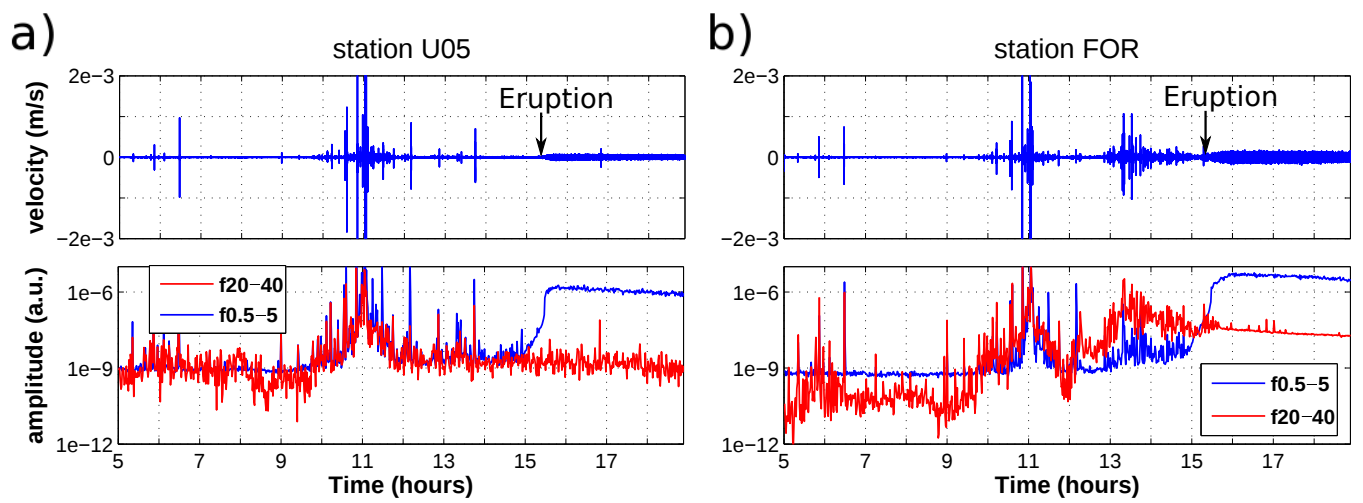 a)
station U05
velocity (m/s)
2e-3
0
−2e-3
Eruption
amplitude (a.u.)
1e-6
1e-9
1e-12
f20−40
f0.5−5
5 7 9 11 13 15 17
Time (hours)
b)
station FOR
2e-3
0
−2e-3
Eruption
1e-6
1e-9
1e-12
f0.5−5
f20−40
5 7 9 11 13 15 17
Time (hours)